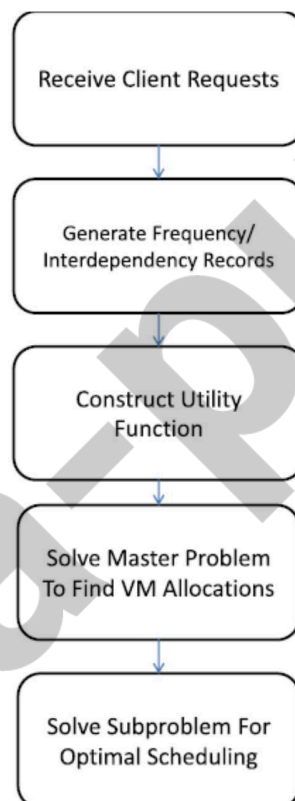 Receive Client Requests
Generate Frequency/
Interdependency Records
Construct Utility
Function
Solve Master Problem
To Find VM Allocations
Solve Subproblem For
Optimal Scheduling